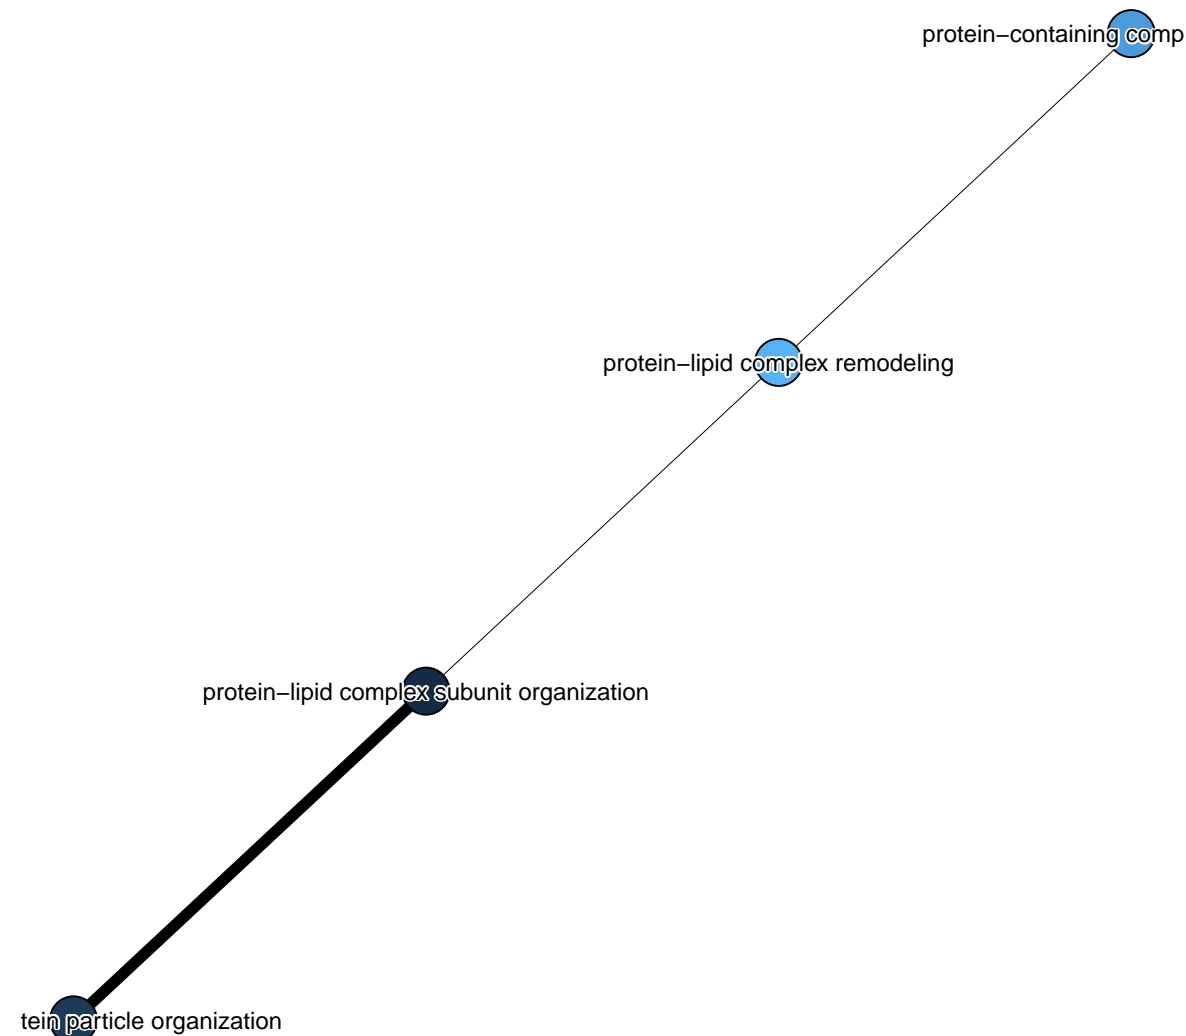 protein−containing comp
protein−lipid complex remodeling
protein−lipid complex subunit organization
tein particle organization